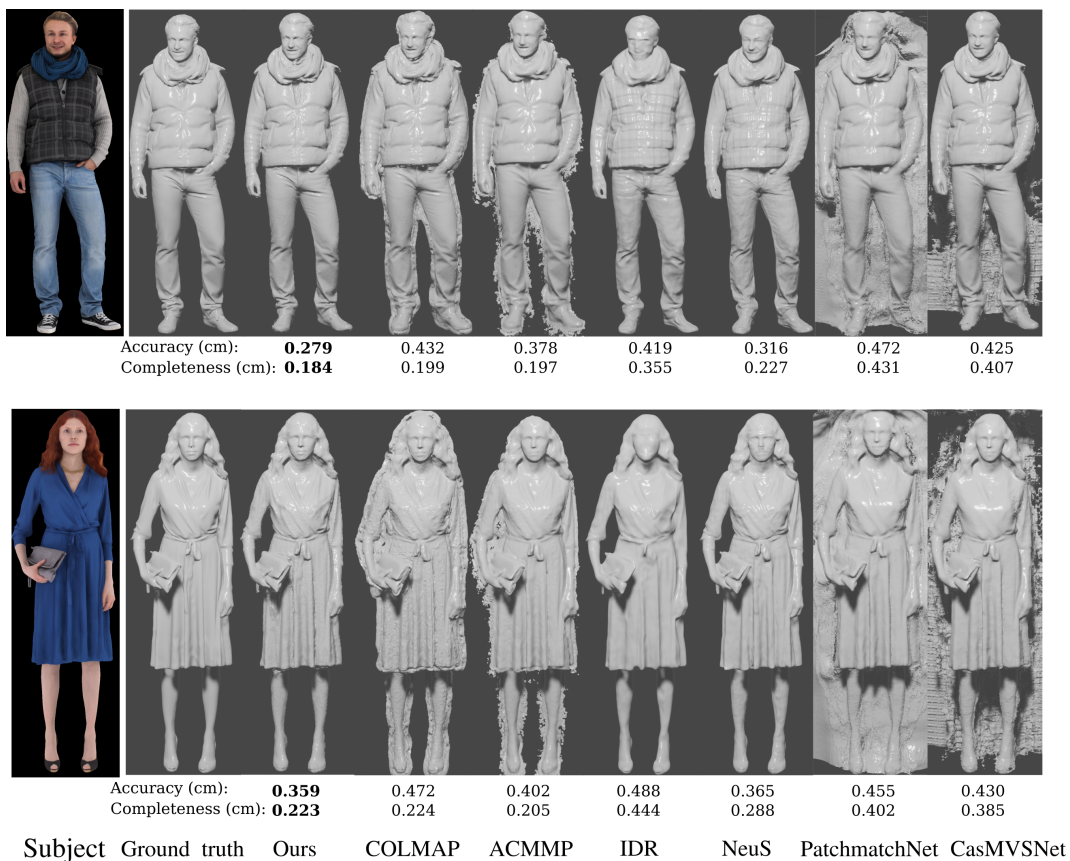 Accuracy (cm): 0.279 0.432 0.378 0.419 0.316 0.472 0.425
Completeness (cm): 0.184 0.199 0.197 0.355 0.227 0.431 0.407
Accuracy (cm): 0.359 0.472 0.402 0.488 0.365 0.455 0.430
Completeness (cm): 0.223 0.224 0.205 0.444 0.288 0.402 0.385
Subject Ground truth Ours COLMAP ACMMP IDR NeuS PatchmatchNet CasMVSNet